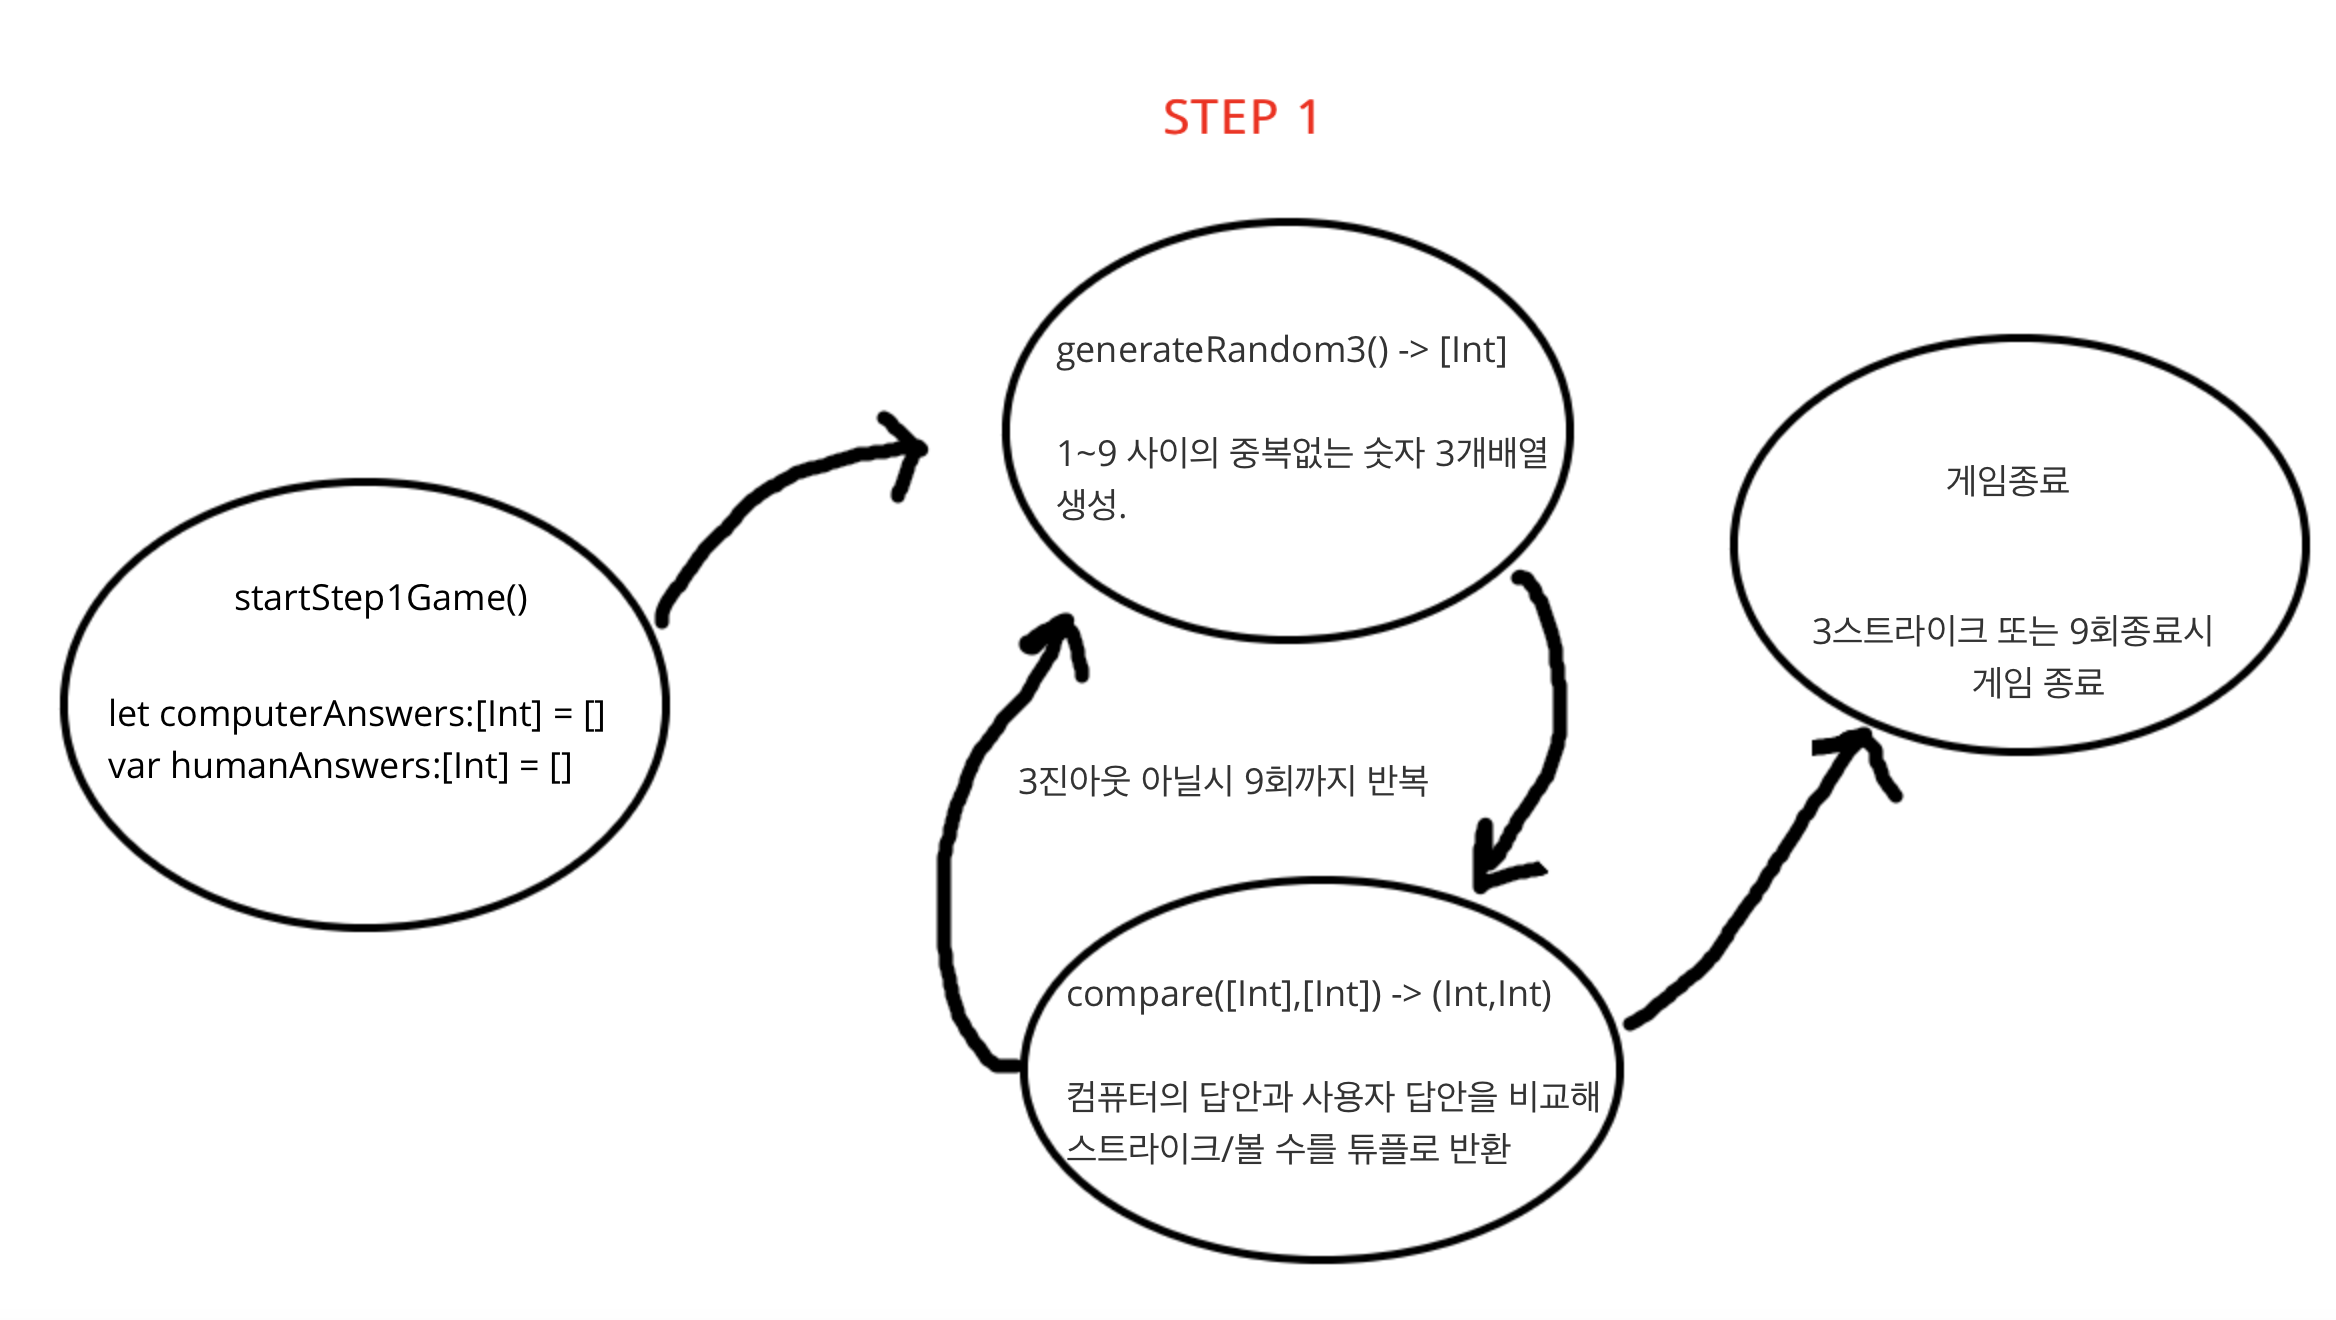 STEP 1
startStep1Game()
let computerAnswers:[Int] = []
var humanAnswers:[Int] = []
generateRandom3() -> [Int]
1~9 사이의 중복없는 숫자 3개배열
생성.
3진아웃 아닐시 9회까지 반복
compare([Int],[Int]) -> (Int,Int)
컴퓨터의 답안과 사용자 답안을 비교해
스트라이크/볼 수를 튜플로 반환
게임종료
3스트라이크 또는 9회종료시
게임 종료